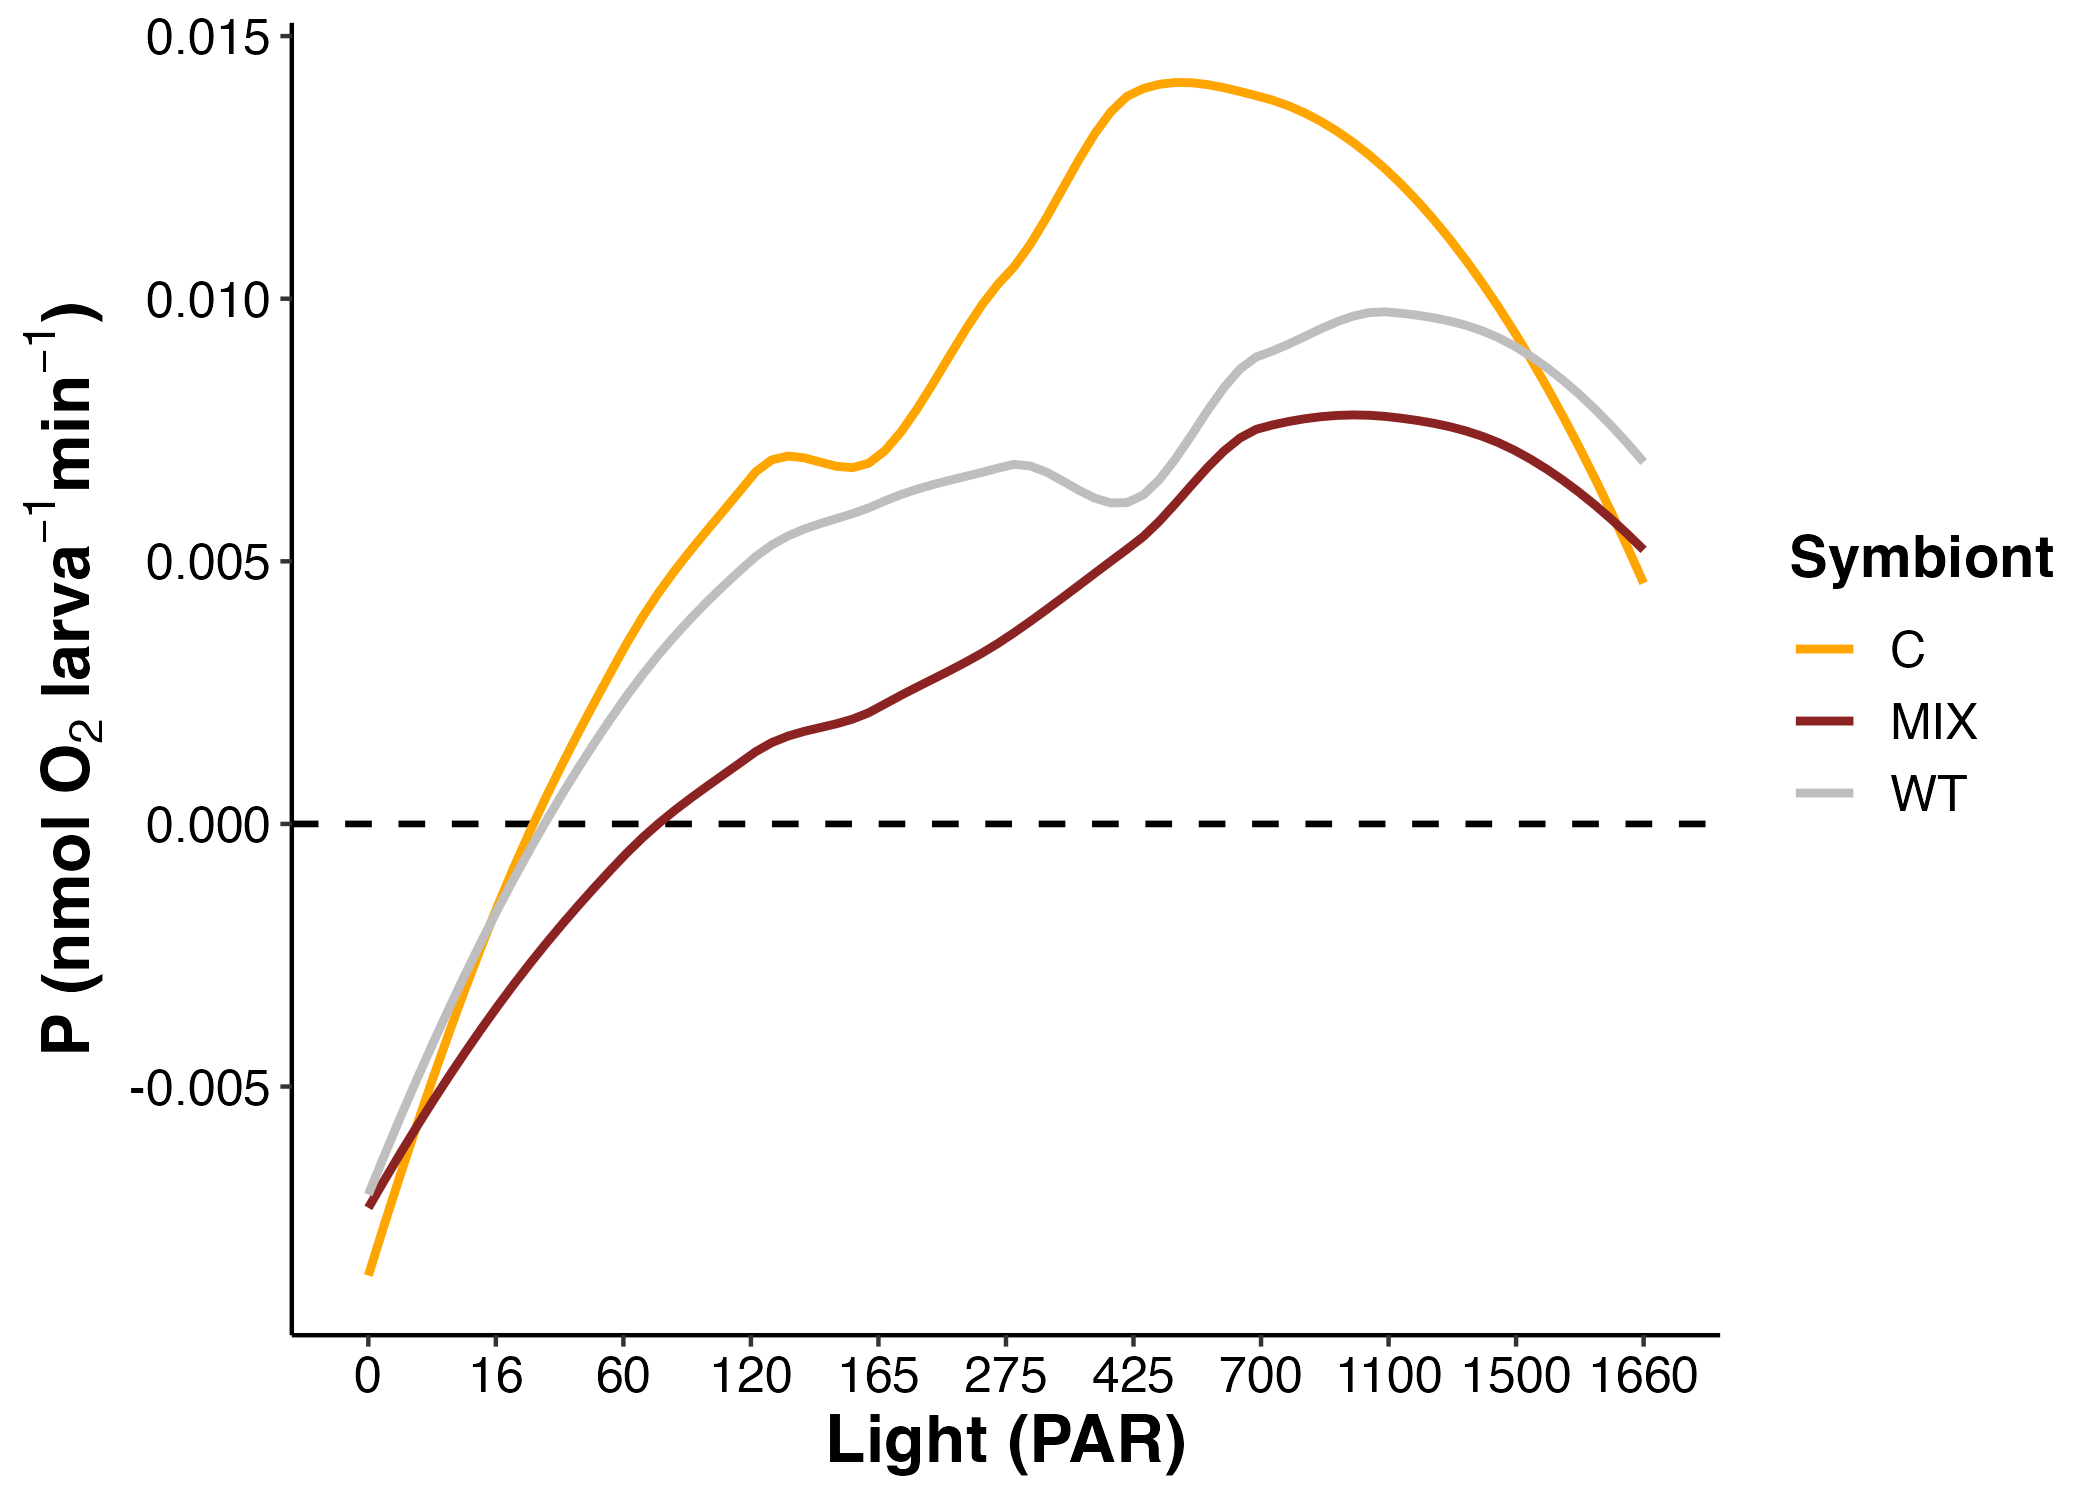 0.015
0.010
0.005
0.000
-0.005
P (nmol O₂ larva⁻¹min⁻¹)
0 16 60 120 165 275 425 700 1100 1500 1660
Light (PAR)
Symbiont
C
MIX
WT